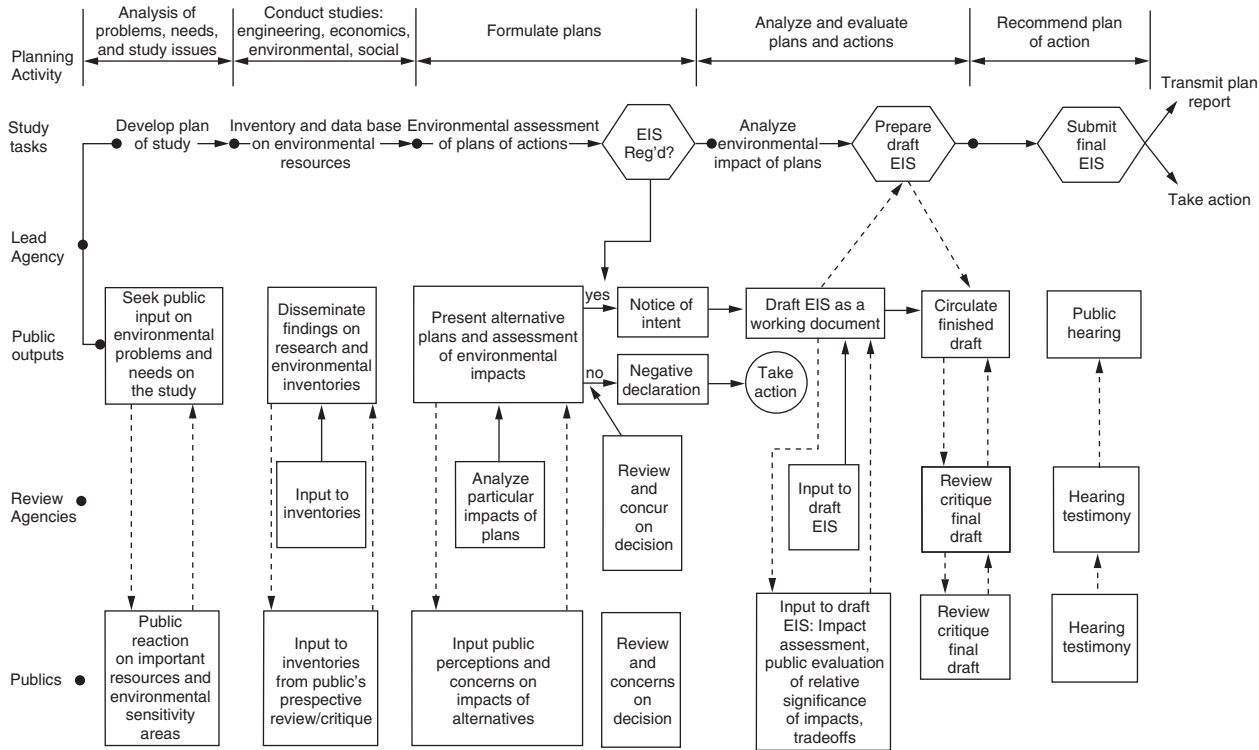 Planning
Activity
Analysis of
problems, needs,
and study issues
Conduct studies:
engineering, economics,
environmental, social
Formulate plans
Analyze and evaluate
plans and actions
Recommend plan
of action
Study
tasks
Develop plan
of study
Inventory and data base
on environmental
resources
Environmental assessment
of plans of actions
EIS
Reg'd?
Analyze
environmental
impact of plans
Prepare
draft
EIS
Submit
final
EIS
Transmit plan
report
Take action
Lead
Agency
Public
outputs
Seek public
input on
environmental
problems and
needs on
the study
Disseminate
findings on
research and
environmental
inventories
Present alternative
plans and assessment
of environmental
impacts
yes
Notice of
intent
no
Negative
declaration
Take
action
Draft EIS as a
working document
Circulate
finished
draft
Public
hearing
Review
Agencies
Input to
inventories
Analyze
particular
impacts of
plans
Review
and
concur
on
decision
Input to
draft
EIS
Review
critique
final
draft
Hearing
testimony
Publics
Public
reaction
on important
resources and
environmental
sensitivity
areas
Input to
inventories
from public's
prespective
review/critique
Input public
perceptions and
concerns on
impacts of
alternatives
Review
and
concerns on
decision
Input to draft
EIS: Impact
assessment,
public evaluation
of relative
significance
of impacts,
tradeoffs
Review
critique
final
draft
Hearing
testimony